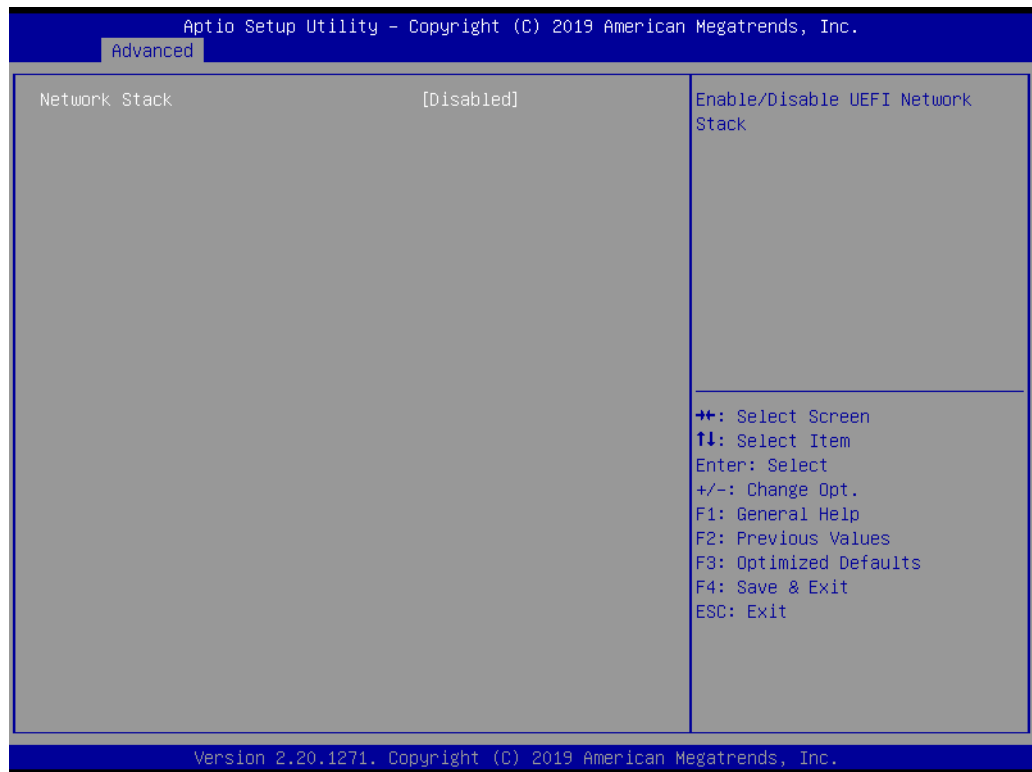 Aptio Setup Utility – Copyright (C) 2019 American Megatrends, Inc.
Advanced
Network Stack [Disabled]
Enable/Disable UEFI Network
Stack
→←: Select Screen
↑↓: Select Item
Enter: Select
+/-: Change Opt.
F1: General Help
F2: Previous Values
F3: Optimized Defaults
F4: Save & Exit
ESC: Exit
Version 2.20.1271. Copyright (C) 2019 American Megatrends, Inc.